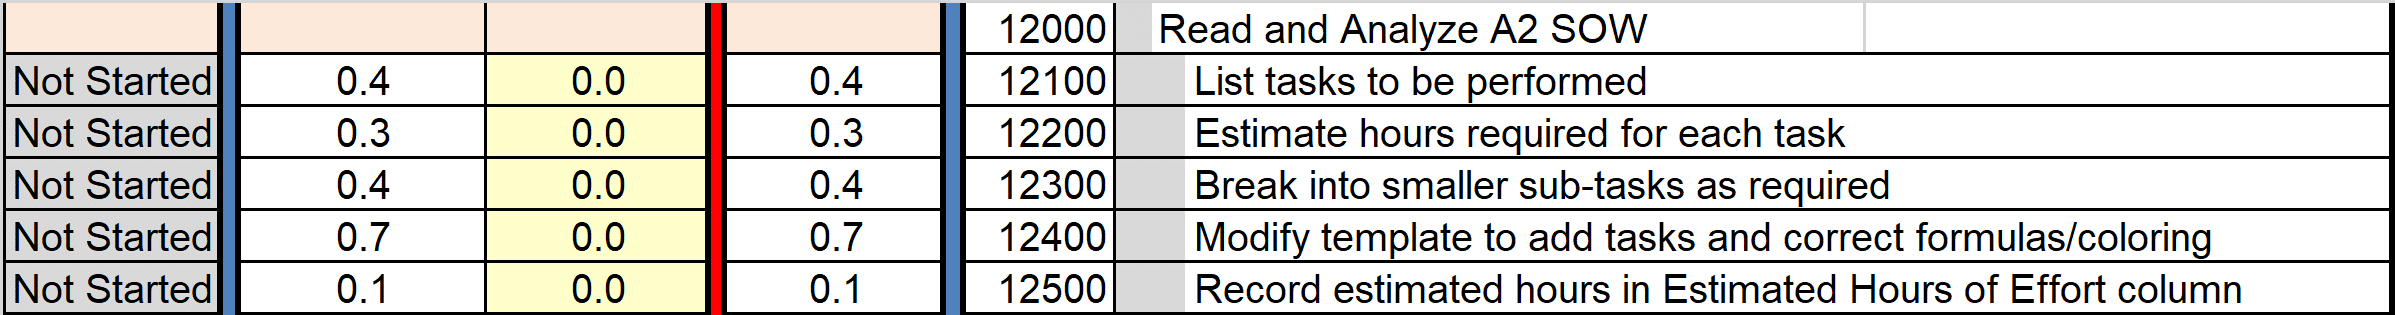 12000 Read and Analyze A2 SOW
Not Started 0.4 0.0 0.4 12100 List tasks to be performed
Not Started 0.3 0.0 0.3 12200 Estimate hours required for each task
Not Started 0.4 0.0 0.4 12300 Break into smaller sub-tasks as required
Not Started 0.7 0.0 0.7 12400 Modify template to add tasks and correct formulas/coloring
Not Started 0.1 0.0 0.1 12500 Record estimated hours in Estimated Hours of Effort column